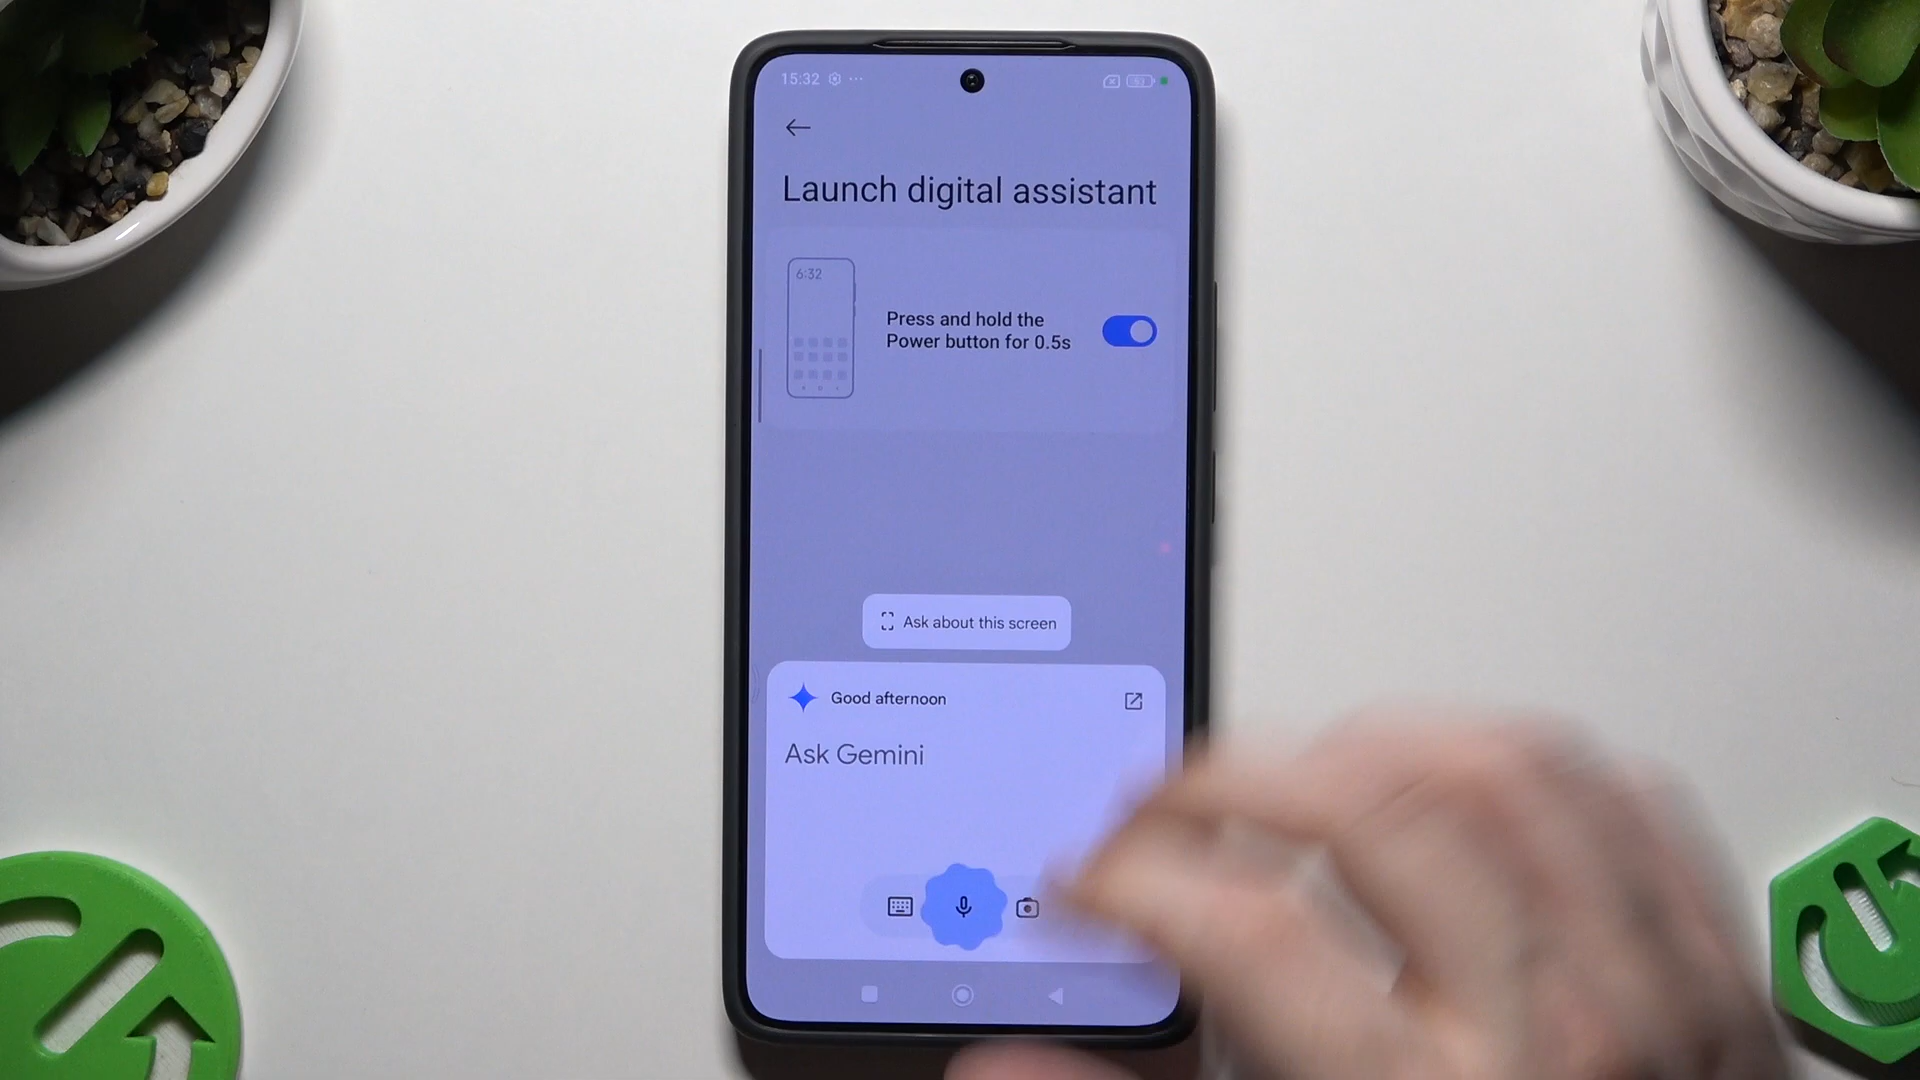 15:32
Launch digital assistant
6:32
Press and hold the
Power button for 0.5s
Ask about this screen
Good afternoon
Ask Gemini